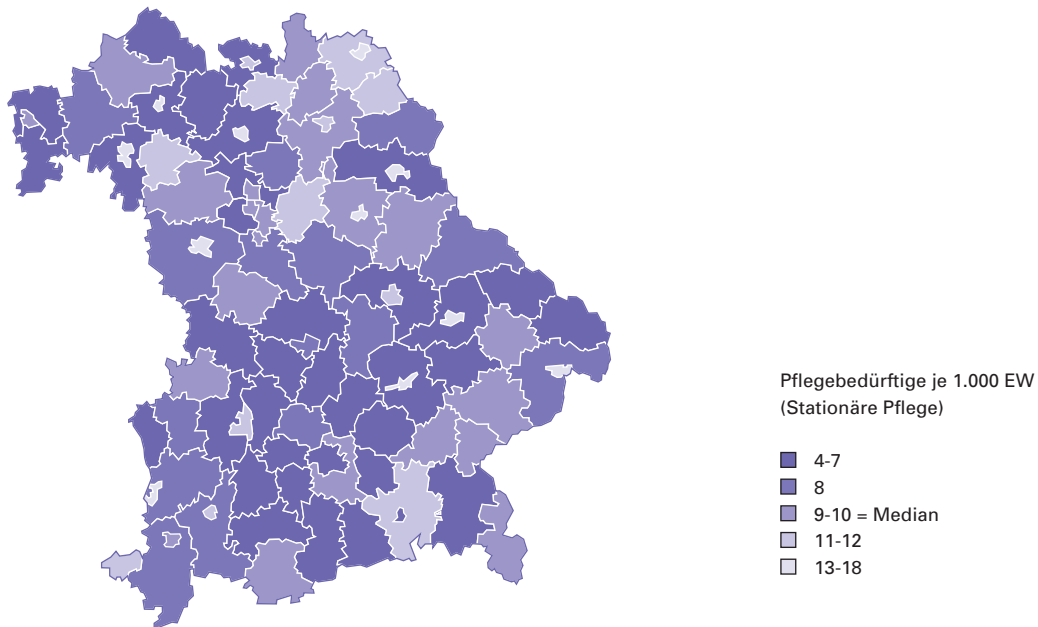 Pflegebedürftige je 1.000 EW
(Stationäre Pflege)
4-7
8
9-10 = Median
11-12
13-18